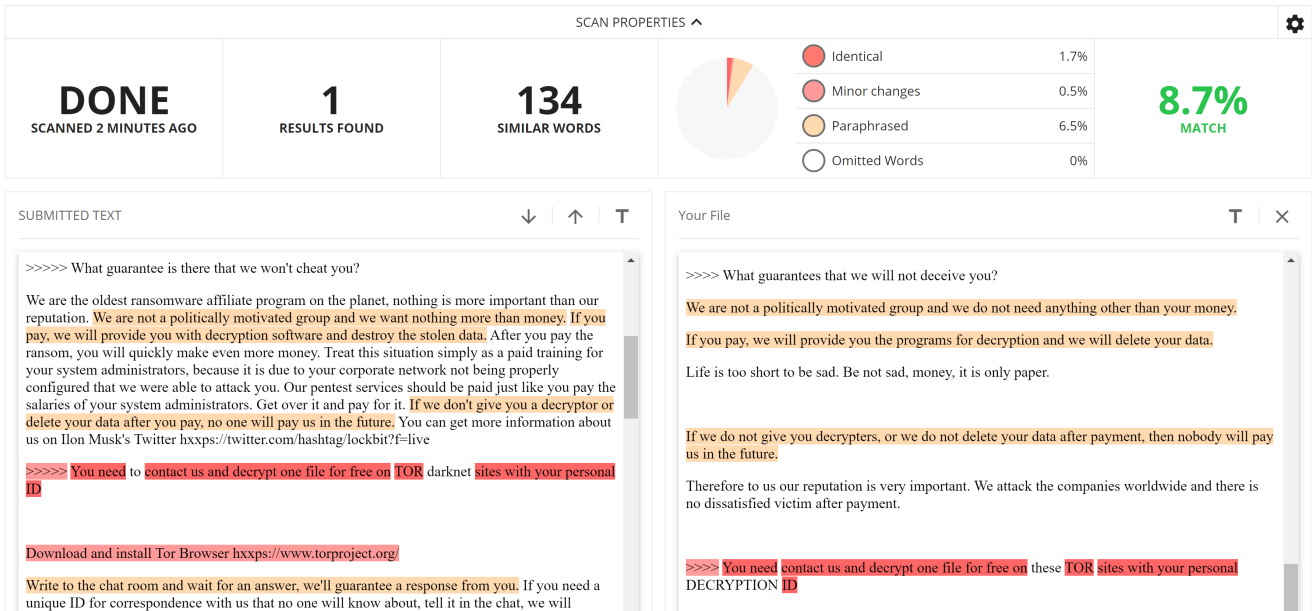 SCAN PROPERTIES
DONE
SCANNED 2 MINUTES AGO
1
RESULTS FOUND
134
SIMILAR WORDS
Identical 1.7%
Minor changes 0.5%
Paraphrased 6.5%
Omitted Words 0%
8.7%
MATCH
SUBMITTED TEXT
>>>>> What guarantee is there that we won't cheat you?
We are the oldest ransomware affiliate program on the planet, nothing is more important than our
reputation. We are not a politically motivated group and we want nothing more than money. If you
pay, we will provide you with decryption software and destroy the stolen data. After you pay the
ransom, you will quickly make even more money. Treat this situation simply as a paid training for
your system administrators, because it is due to your corporate network not being properly
configured that we were able to attack you. Our pentest services should be paid just like you pay the
salaries of your system administrators. Get over it and pay for it. If we don't give you a decryptor or
delete your data after you pay, no one will pay us in the future. You can get more information about
us on Ilon Musk's Twitter hxxps://twitter.com/hashtag/lockbit?f=live
>>>>> You need to contact us and decrypt one file for free on TOR darknet sites with your personal
ID
Download and install Tor Browser hxxps://www.torproject.org/
Write to the chat room and wait for an answer, we'll guarantee a response from you. If you need a
unique ID for correspondence with us that no one will know about, tell it in the chat, we will
Your File
>>>> What guarantees that we will not deceive you?
We are not a politically motivated group and we do not need anything other than your money.
If you pay, we will provide you the programs for decryption and we will delete your data.
Life is too short to be sad. Be not sad, money, it is only paper.
If we do not give you decrypters, or we do not delete your data after payment, then nobody will pay
us in the future.
Therefore to us our reputation is very important. We attack the companies worldwide and there is
no dissatisfied victim after payment.
>>>> You need contact us and decrypt one file for free on these TOR sites with your personal
DECRYPTION ID